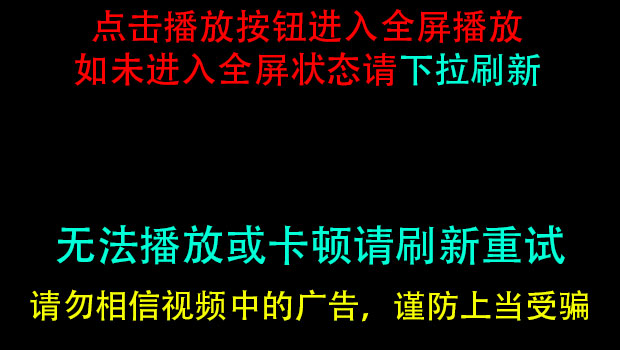 点击播放按钮进入全屏播放
如未进入全屏状态请下拉刷新
无法播放或卡顿请刷新重试
请勿相信视频中的广告，谨防上当受骗